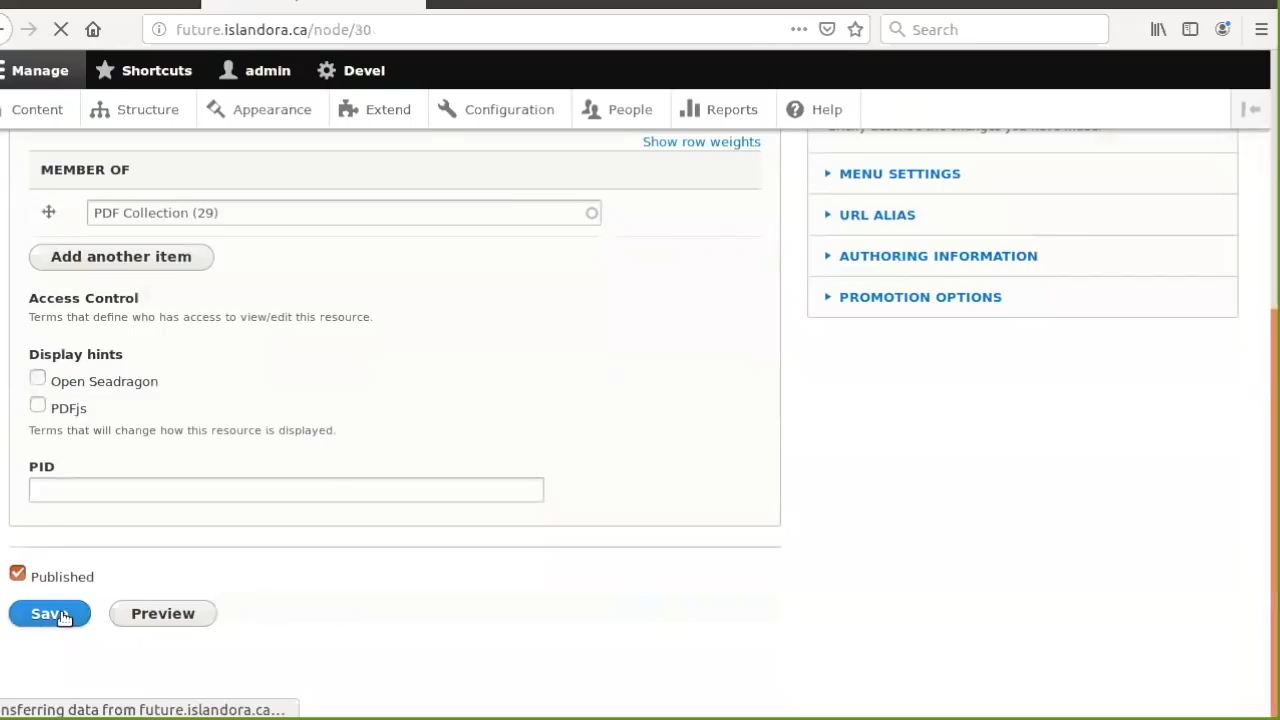 future.islandora.ca/node/30
Search
Manage
Shortcuts
admin
Devel
Content
Structure
Appearance
Extend
Configuration
People
Reports
Help
Show row weights
MEMBER OF
PDF Collection (29)
Add another item
Access Control
Terms that define who has access to view/edit this resource.
Display hints
Open Seadragon
PDFjs
Terms that will change how this resource is displayed.
PID
Published
Save
Preview
MENU SETTINGS
URL ALIAS
AUTHORING INFORMATION
PROMOTION OPTIONS
nsferring data from future.islandora.ca...